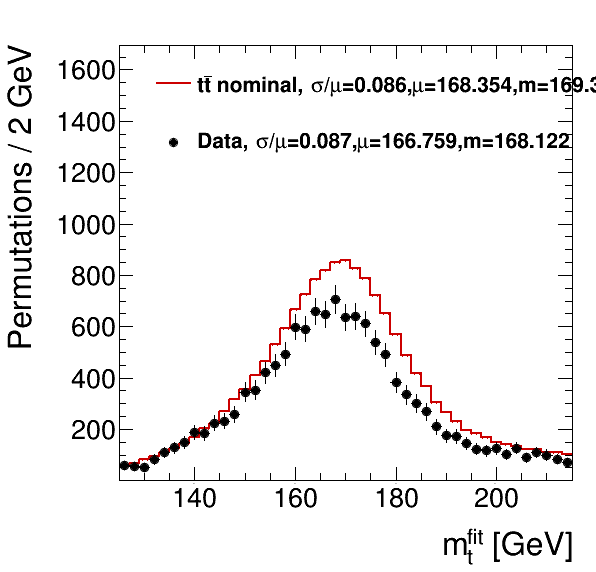 1600
tt̄ nominal, σ/μ=0.086,μ=168.354,m=169.3
1400
Data, σ/μ=0.087,μ=166.759,m=168.122
1200
1000
800
600
400
200
Permutations / 2 GeV
140 160 180 200
m_t^fit [GeV]